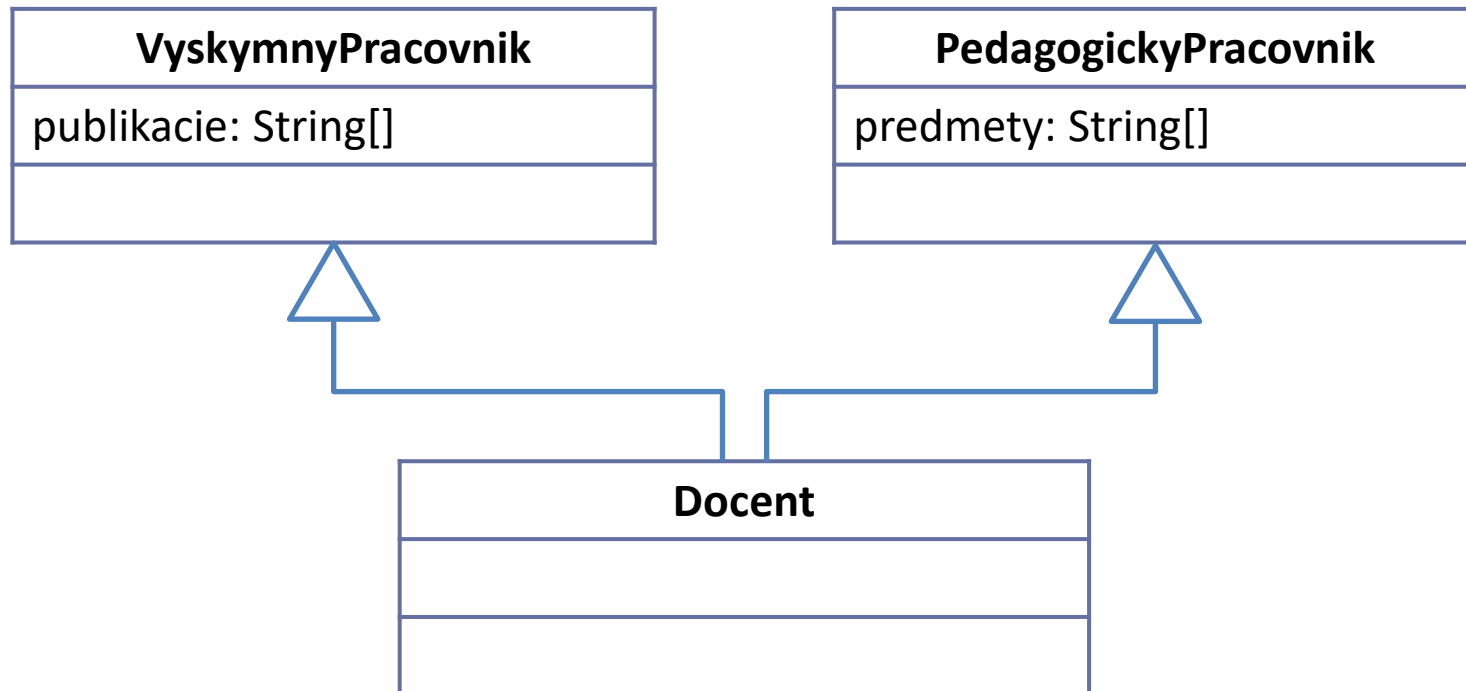 VyskymnyPracovnik
publikacie: String[]
PedagogickyPracovnik
predmety: String[]
Docent